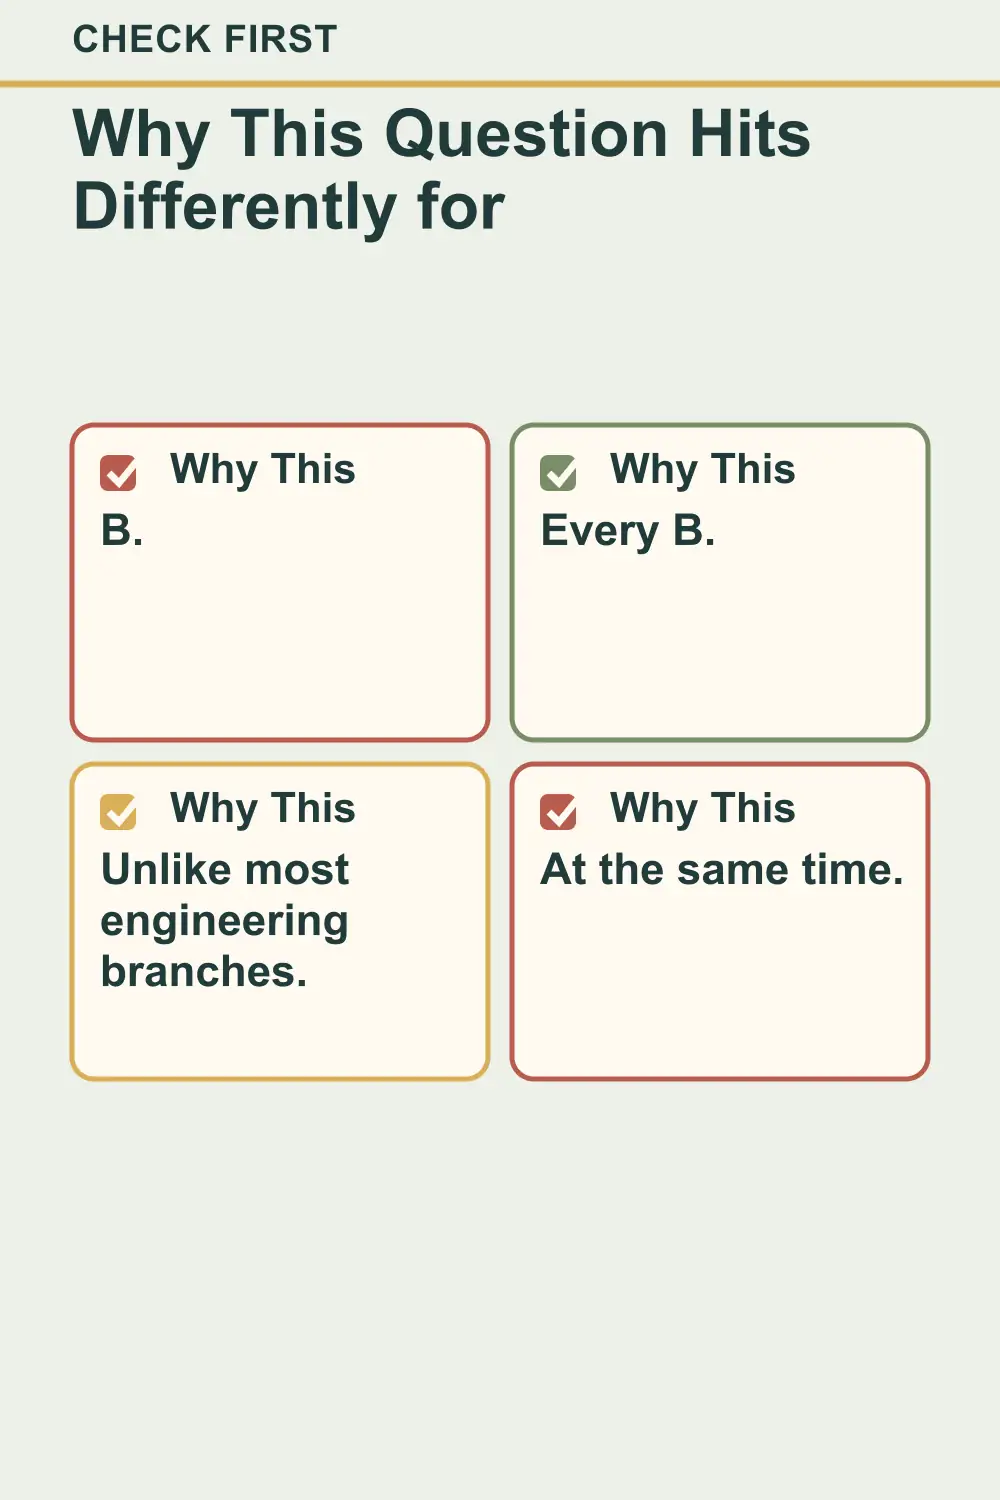 CHECK FIRST
Why This Question Hits
Differently for
Why This
B.
Why This
Every B.
Why This
Unlike most
engineering
branches.
Why This
At the same time.